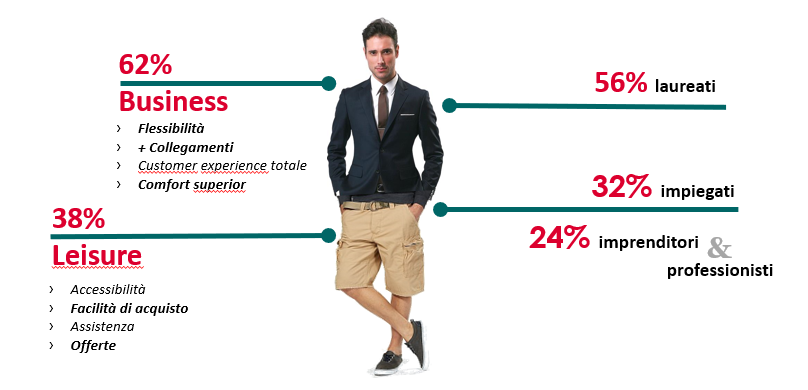 62%
Business
› Flessibilità
› + Collegamenti
› Customer experience totale
› Comfort superior
38%
Leisure
› Accessibilità
› Facilità di acquisto
› Assistenza
› Offerte
56% laureati
32% impiegati
24% imprenditori &
professionisti